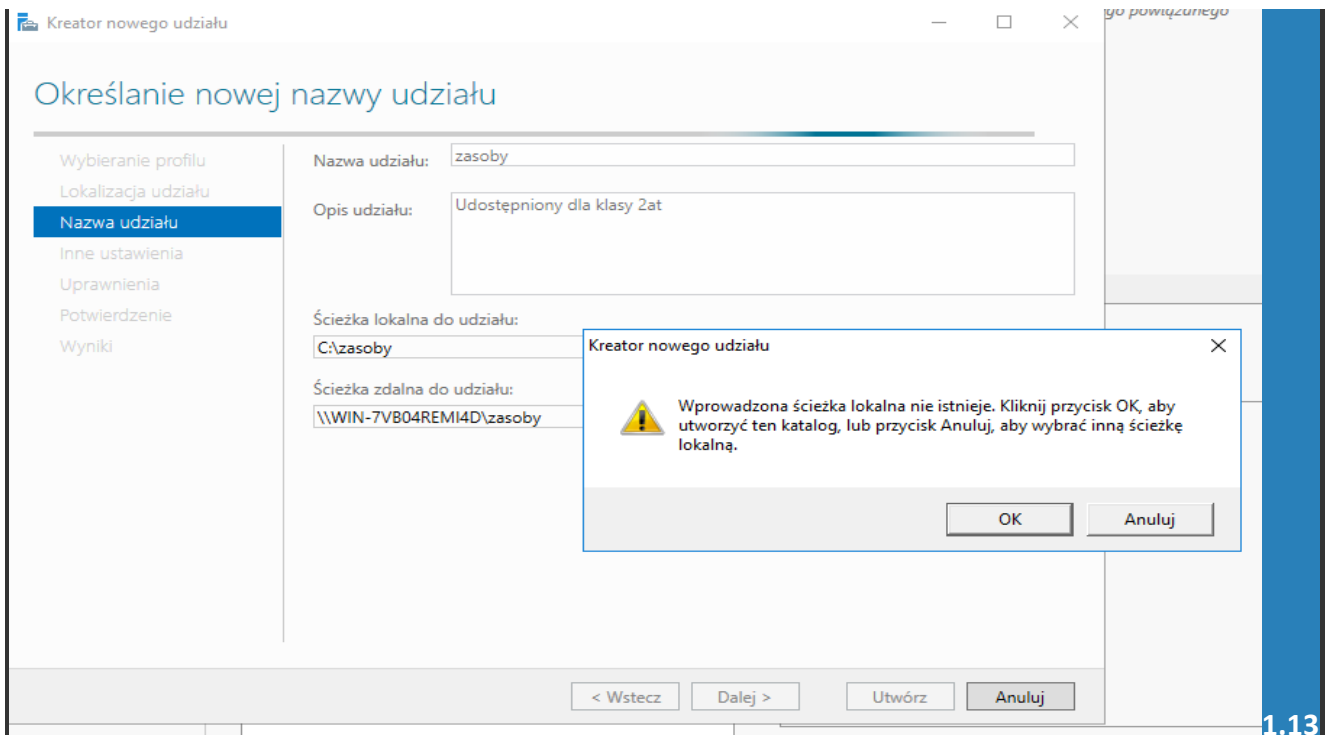 go powiązanego
Kreator nowego udziału
Określanie nowej nazwy udziału
Wybieranie profilu
Lokalizacja udziału
Nazwa udziału
Inne ustawienia
Uprawnienia
Potwierdzenie
Wyniki
Nazwa udziału:
zasoby
Opis udziału:
Udostępniony dla klasy 2at
Ścieżka lokalna do udziału:
C:\zasoby
Ścieżka zdalna do udziału:
\\WIN-7VB04REMI4D\zasoby
Kreator nowego udziału
Wprowadzona ścieżka lokalna nie istnieje. Kliknij przycisk OK, aby
utworzyć ten katalog, lub przycisk Anuluj, aby wybrać inną ścieżkę
lokalną.
OK
Anuluj
< Wstecz
Dalej >
Utwórz
Anuluj
1.13